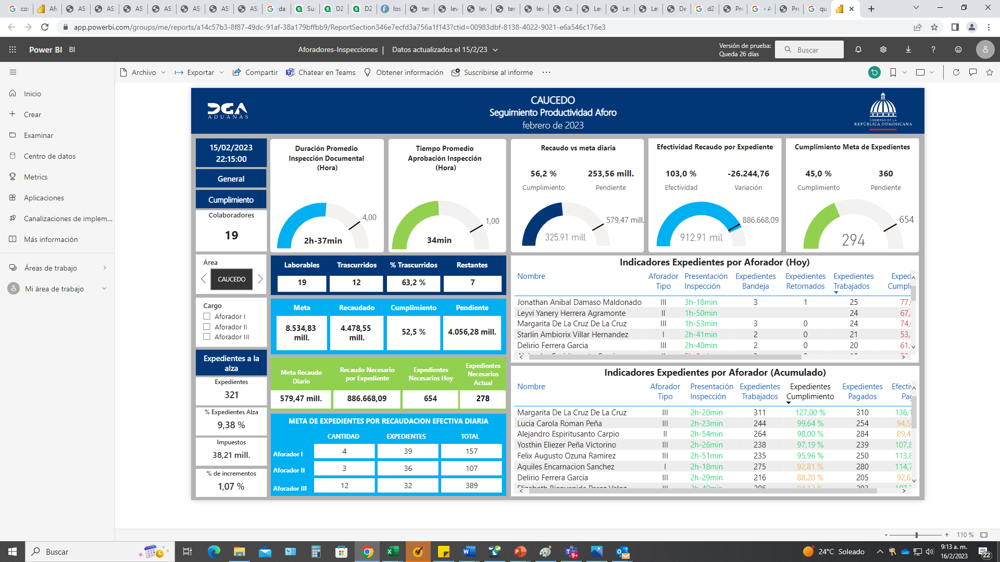 cor
Afo
AS
AS
AS
AS
AS
AS
AS
da
Su
D2
D2
los
ter
lev
lev
ter
lev
Ca
Lev
Le
Le
De
d2
Pre
- A
Pre
qu
app.powerbi.com/groups/me/reports/a14c57b3-8f87-49dc-91af-38a179bffbb9/ReportSection346e7ecfd3a756a1f143?ctid=00983dbf-8138-4022-9021-e6a546c176e3
Power BI BI
Aforadores-Inspecciones | Datos actualizados el 15/2/23
Versión de prueba:
Queda 26 días
Buscar
Archivo Exportar Compartir Chatear en Teams Obtener información Suscribirse al informe ...
Inicio
Crear
Examinar
Centro de datos
Metrics
Aplicaciones
Canalizaciones de implem...
Más información
Áreas de trabajo
Mi área de trabajo
DGA
ADUANAS
CAUCEDO
Seguimiento Productividad Aforo
febrero de 2023
GOBIERNO DE LA
REPÚBLICA DOMINICANA
15/02/2023
22:15:00
General
Cumplimiento
Colaboradores
19
Área
CAUCEDO
Cargo
Aforador I
Aforador II
Aforador III
Expedientes a la
alza
Expedientes
321
% Expedientes Alza
9,38 %
Impuestos
38,21 mill.
% de incrementos
1,07 %
Duración Promedio
Inspección Documental
(Hora)
4,00
2h-37min
Tiempo Promedio
Aprobación Inspección
(Hora)
1,00
34min
Recaudo vs meta diaria
56,2 % 253,56 mill.
Cumplimiento Pendiente
579,47 mill.
325,91 mill.
Efectividad Recaudo por Expediente
103,0 % -26.244,76
Efectividad Variación
886.668,09
912,91 mil
Cumplimiento Meta de Expedientes
45,0 % 360
Cumplimiento Pendiente
654
294
Laborables Trascurridos % Trascurridos Restantes
19 12 63,2 % 7
Meta Recaudado Cumplimiento Pendiente
8.534,83
mill.
4.478,55
mill.
52,5 %
4.056,28 mill.
Meta Recaudo
Diario
Recaudo Necesario
por Expediente
Expedientes
Necesarios Hoy
Expedientes
Necesarios
Actual
579,47 mill. 886.668,09 654 278
META DE EXPEDIENTES POR RECAUDACION EFECTIVA DIARIA
CANTIDAD EXPEDIENTES TOTAL
Aforador I 4 39 157
Aforador II 3 36 107
Aforador III 12 32 389
Indicadores Expedientes por Aforador (Hoy)
Nombre Aforador Presentación Expedientes Expedientes Expedientes Exped
Tipo Inspección Bandeja Retornados Trabajados Cumpli
Jonathan Anibal Damaso Maldonado III 3h-18min 3 1 25 77,
Leyvi Yanery Herrera Agramonte II 1h-50min 24 67,
Margarita De La Cruz De La Cruz III 1h-53min 3 0 24 74,
Starlin Ambiorix Villar Hernandez I 2h-41min 2 0 21 53,
Delirio Ferrera Garcia III 2h-40min 2 0 20 61,
Indicadores Expedientes por Aforador (Acumulado)
Nombre Aforador Presentación Expedientes Expedientes Expedientes Efectiv
Tipo Inspección Trabajados Cumplimiento Pagados Pag
Margarita De La Cruz De La Cruz III 2h-20min 311 127,00 % 310 136,1
Lucia Carola Roman Peña III 2h-23min 244 99,64 % 254 94,5
Alejandro Espiritusanto Carpio II 2h-54min 264 98,00 % 284 89,4
Yosthin Eliezer Peña Victorino III 2h-26min 238 97,19 % 239 107,8
Felix Augusto Ozuna Ramirez III 2h-51min 235 95,96 % 250 113,8
Aquiles Encarnacion Sanchez I 2h-18min 275 92,81 % 280 114,7
Delirio Ferrera Garcia III 2h-29min 216 88,20 % 205 92,6
Elizabeth Bienvenida Perez Veloz III 2h-40min 206 84,12 % 202 107,7
- + 110 %
Buscar
9+
24°C Soleado
9:13 a. m.
16/2/2023
22